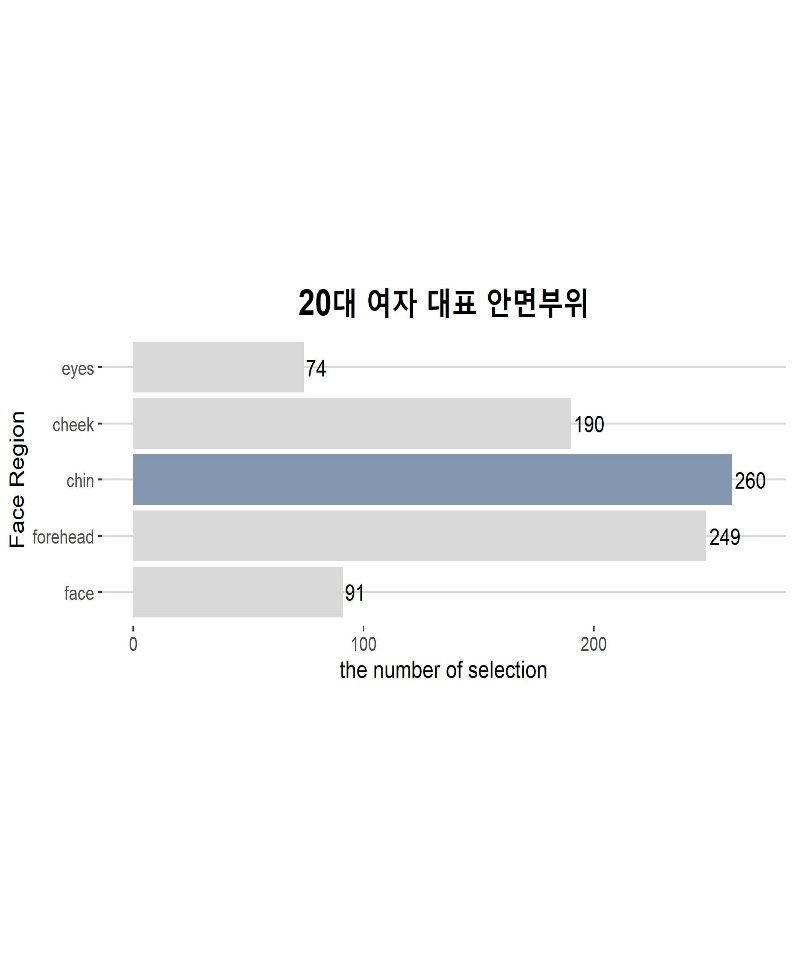 20대 여자 대표 안면부위
eyes 74
cheek 190
chin 260
forehead 249
face 91
Face Region
0 100 200
the number of selection